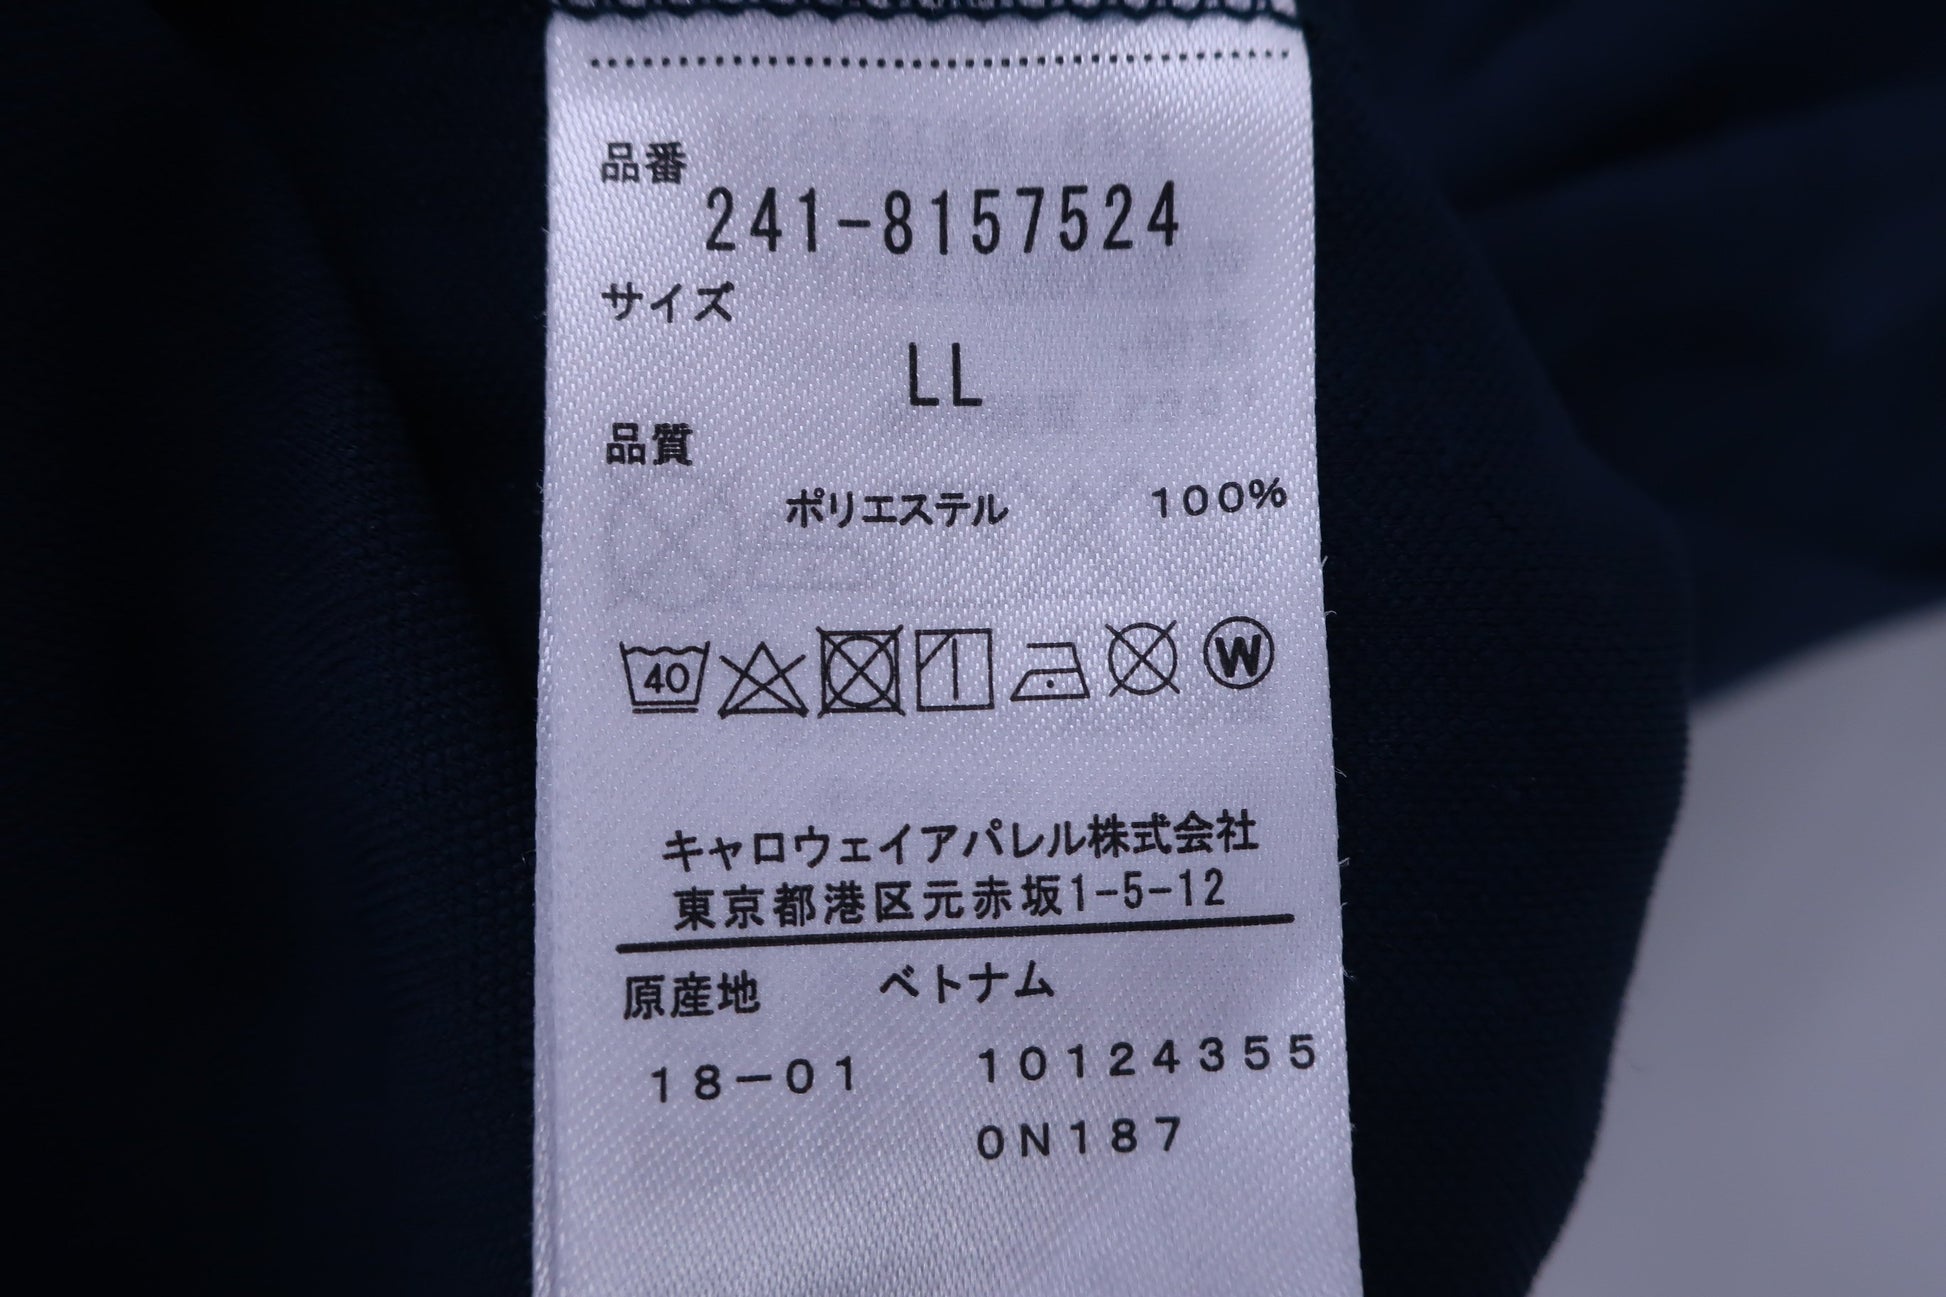 品番
241-8157524
サイズ
LL
品質
ポリエステル 100%
40 W
キャロウェイアパレル株式会社
東京都港区元赤坂1-5-12
原産地 ベトナム
18-01 10124355
0N187